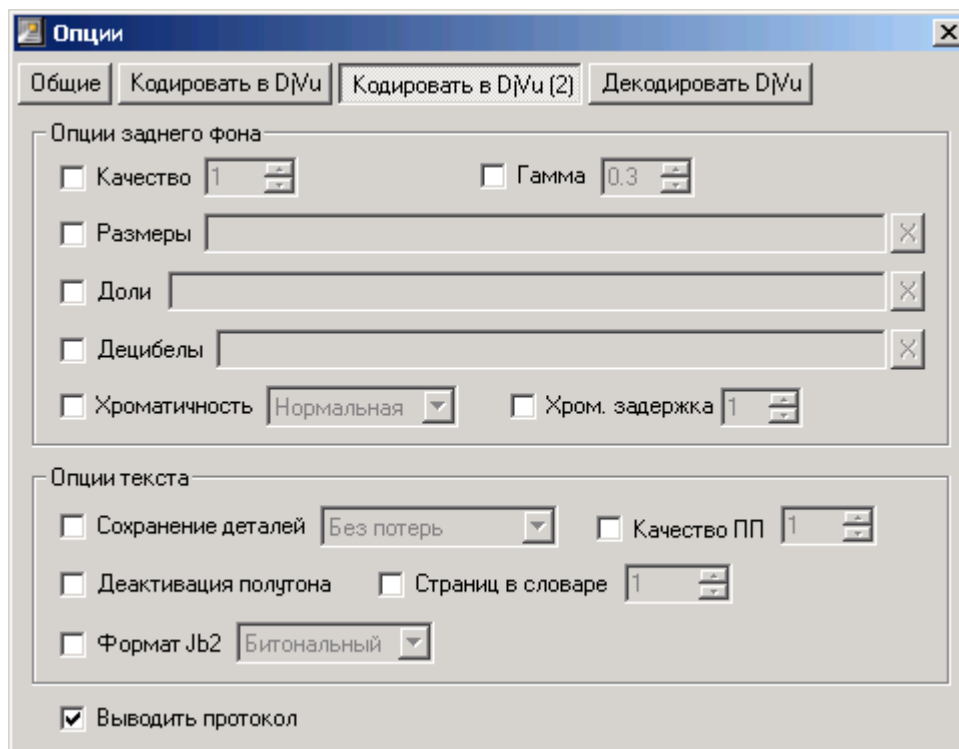 Опции
Общие Кодировать в DjVu Кодировать в DjVu (2) Декодировать DjVu
Опции заднего фона
Качество 1 Гамма 0.3
Размеры
Доли
Децибелы
Хроматичность Нормальная Хром. задержка 1
Опции текста
Сохранение деталей Без потерь Качество ПП 1
Деактивация полутона Страниц в словаре 1
Формат Jb2 Битональный
Выводить протокол